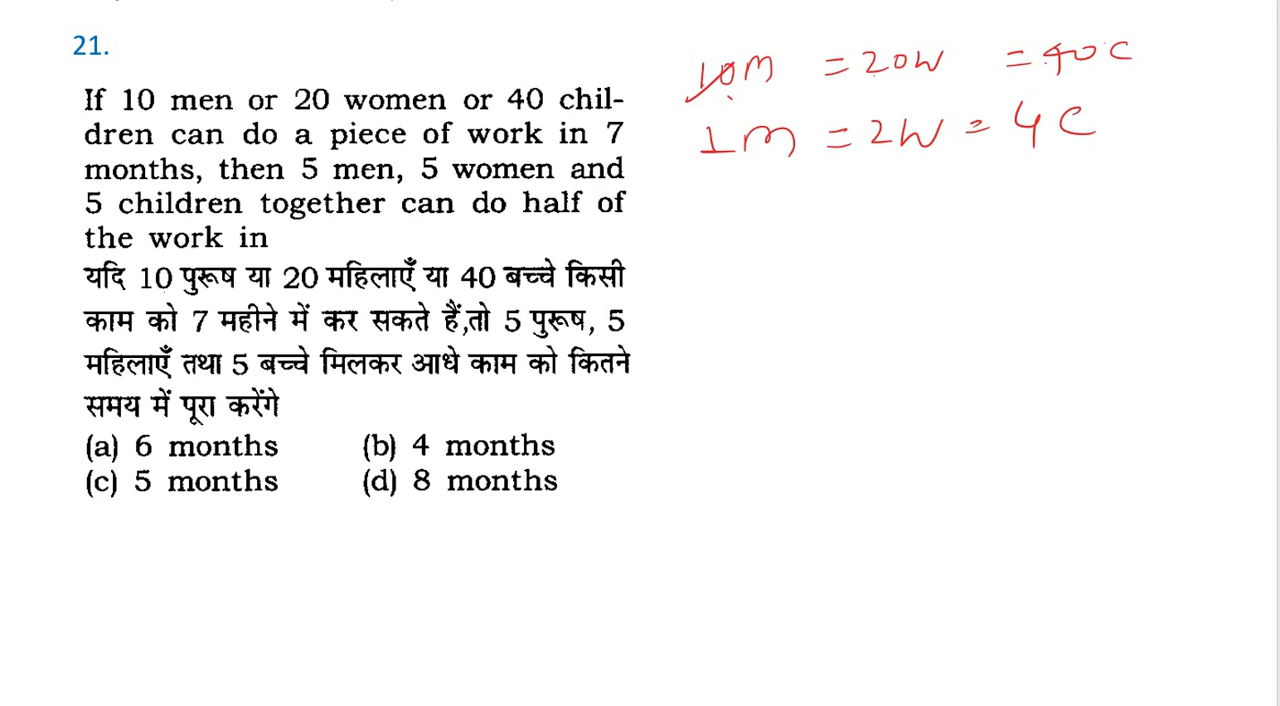 21.
10m = 20W = 40C
1m = 2W = 4C
If 10 men or 20 women or 40 chil-
dren can do a piece of work in 7
months, then 5 men, 5 women and
5 children together can do half of
the work in
यदि 10 पुरूष या 20 महिलाएँ या 40 बच्चे किसी
काम को 7 महीने में कर सकते हैं,तो 5 पुरूष, 5
महिलाएँ तथा 5 बच्चे मिलकर आधे काम को कितने
समय में पूरा करेंगे
(a) 6 months (b) 4 months
(c) 5 months (d) 8 months